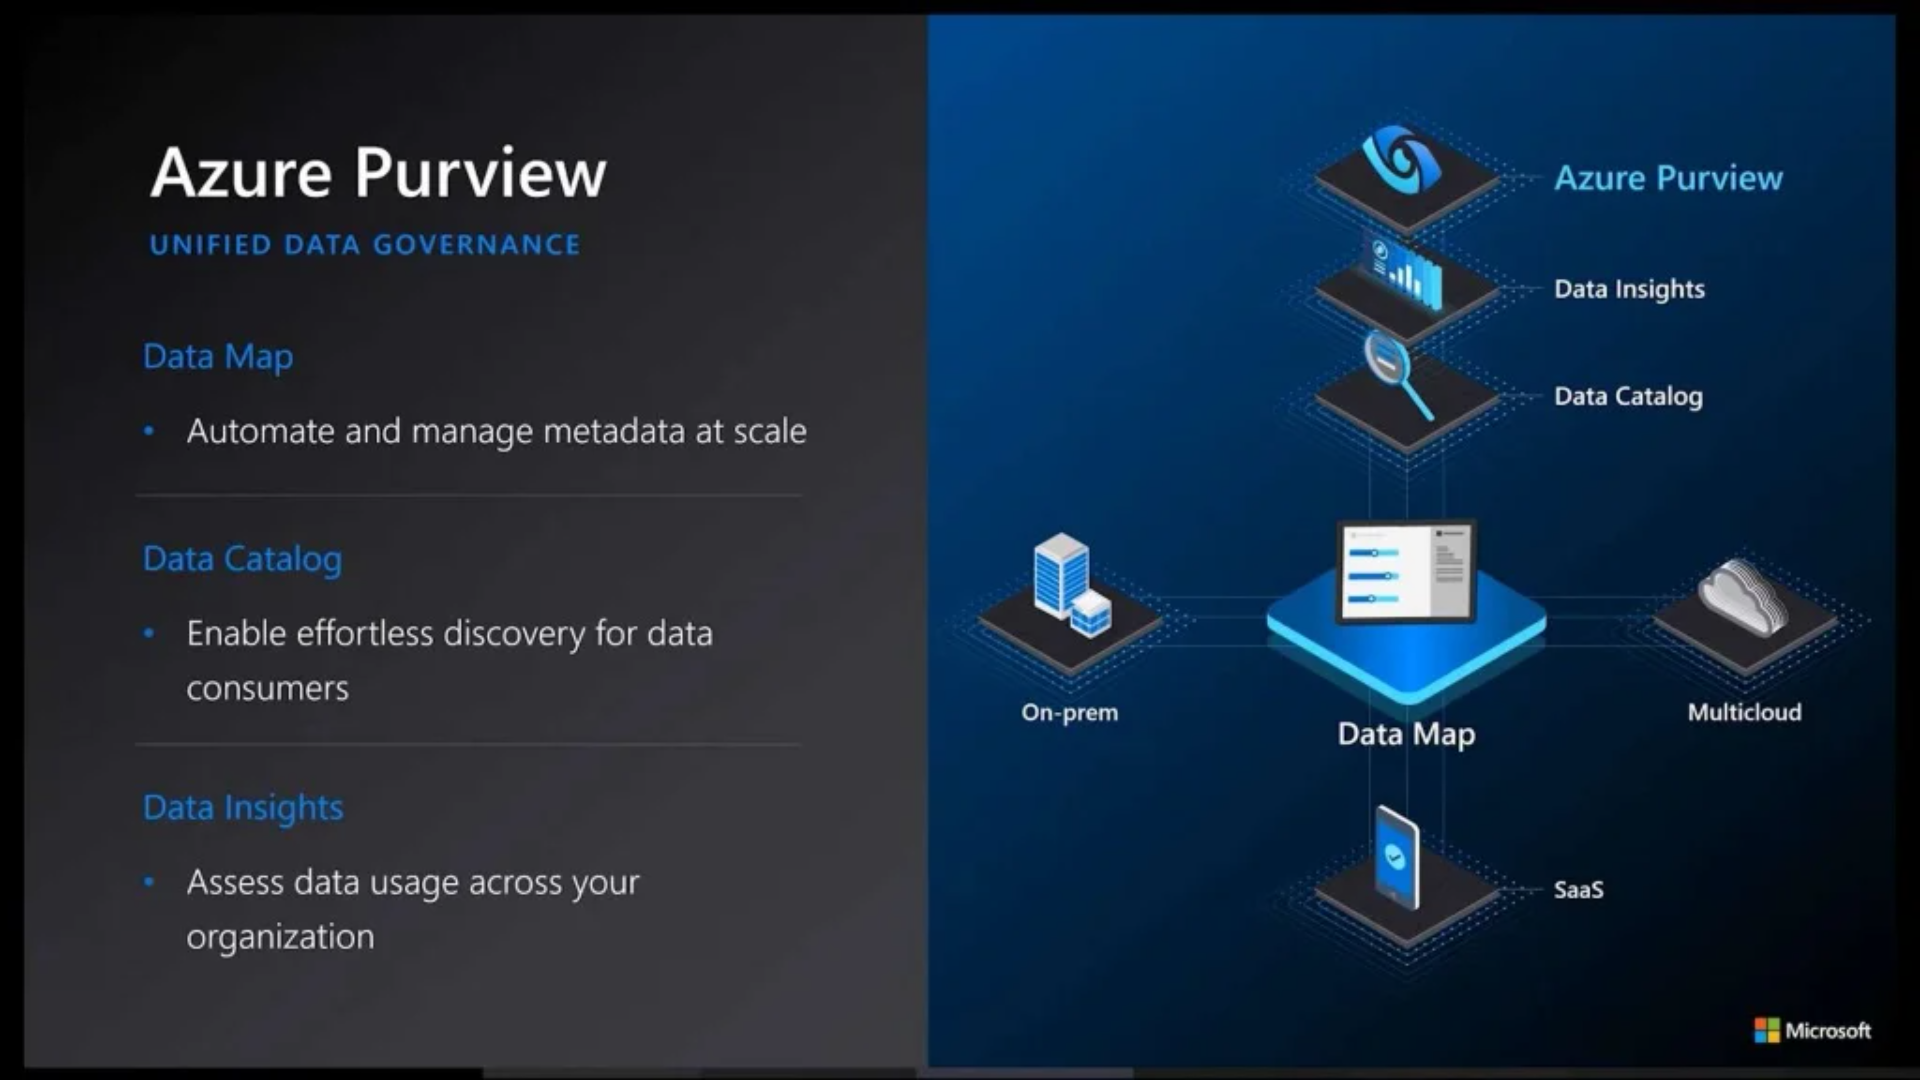 Azure Purview
UNIFIED DATA GOVERNANCE
Data Map
• Automate and manage metadata at scale
Data Catalog
• Enable effortless discovery for data
consumers
Data Insights
• Assess data usage across your
organization
Azure Purview
Data Insights
Data Catalog
On-prem
Data Map
Multicloud
SaaS
Microsoft